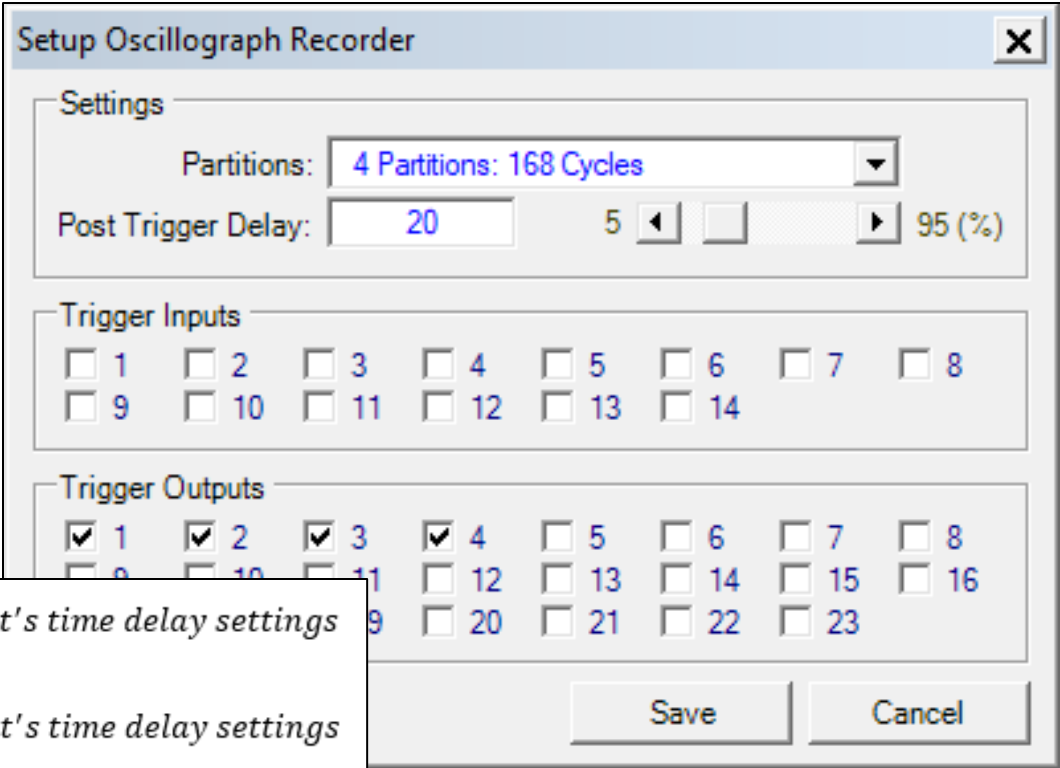 Setup Oscillograph Recorder
Settings
Partitions: 4 Partitions: 168 Cycles
Post Trigger Delay: 20 5 95 (%)
Trigger Inputs
1 2 3 4 5 6 7 8
9 10 11 12 13 14
Trigger Outputs
1 2 3 4 5 6 7 8
9 10 11 12 13 14 15 16
t's time delay settings
9 20 21 22 23
t's time delay settings
Save Cancel